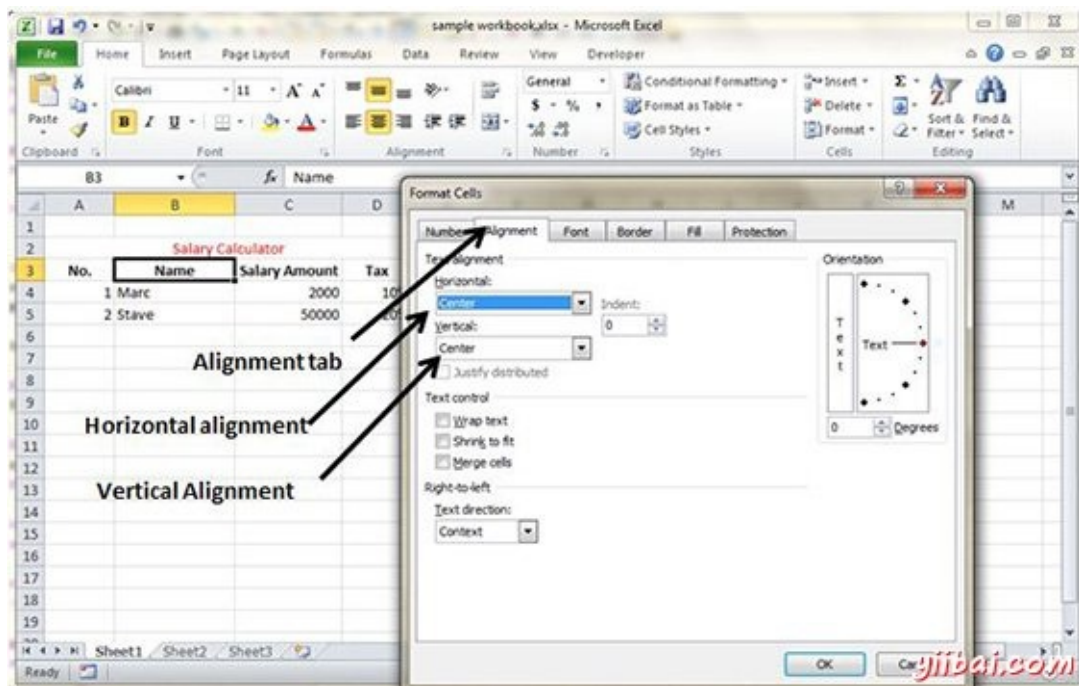 sample workbook.xlsx - Microsoft Excel
File Home Insert Page Layout Formulas Data Review View Developer
Calibri 11 A A General Conditional Formatting Insert Σ
Paste B I U A $ % , Format as Table Delete Sort & Find &
Cell Styles Format Filter Select
Clipboard Font Alignment Number Styles Cells Editing
B3 fx Name
A B C D M
1
2 Salary Calculator
3 No. Name Salary Amount Tax
4 1 Marc 2000 10
5 2 Stave 50000
6
7
8
9
10
11
12
13
14
15
16
17
18
19
Alignment tab
Horizontal alignment
Vertical Alignment
Format Cells
Number Alignment Font Border Fill Protection
Text alignment
Horizontal:
Center Indent:
Vertical: 0
Center
Justify distributed
Text control
Wrap text
Shrink to fit
Merge cells
Right-to-left
Text direction:
Context
Orientation
Text
Text
0 Degrees
OK
Sheet1 Sheet2 Sheet3
Ready
yiibai.com